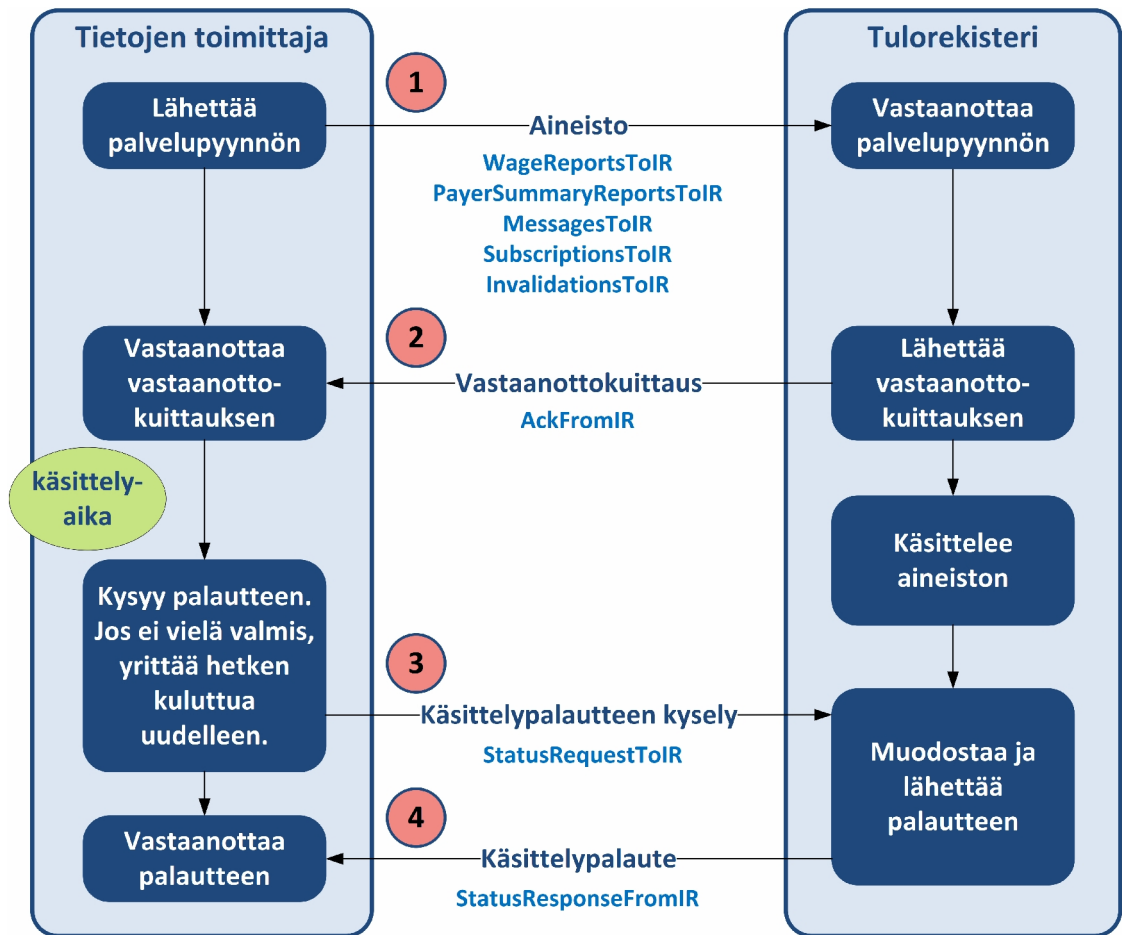 Tietojen toimittaja
Tulorekisteri
1
Lähettää
palvelupyynnön
Aineisto
Vastaanottaa
palvelupyynnön
WageReportsToIR
PayerSummaryReportsToIR
MessagesToIR
SubscriptionsToIR
InvalidationsToIR
2
Vastaanottaa
vastaanotto-
kuittauksen
Vastaanottokuittaus
AckFromIR
Lähettää
vastaanotto-
kuittauksen
käsittely-
aika
Käsittelee
aineiston
Kysyy palautteen.
Jos ei vielä valmis,
yrittää hetken
kuluttua
uudelleen.
3
Käsittelypalautteen kysely
StatusRequestToIR
Muodostaa ja
lähettää
palautteen
4
Vastaanottaa
palautteen
Käsittelypalaute
StatusResponseFromIR